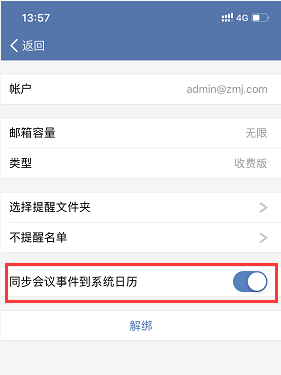 13:57
4G
返回
帐户 admin@zmj.com
邮箱容量 无限
类型 收费版
选择提醒文件夹
不提醒名单
同步会议事件到系统日历
解绑